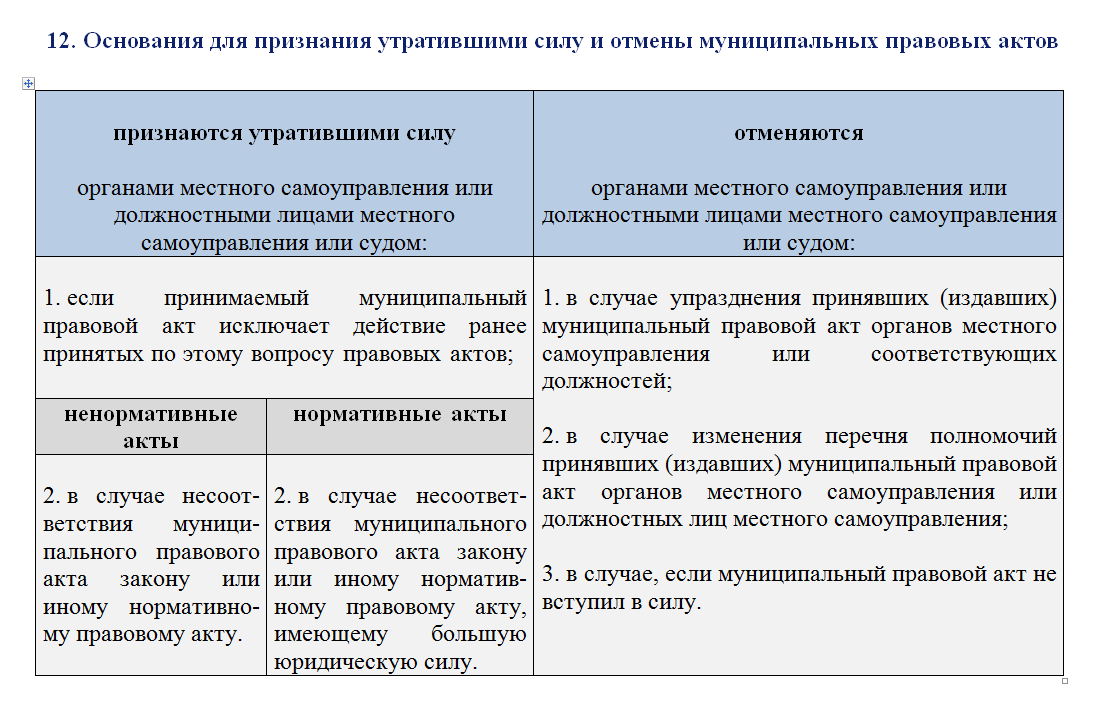 12. Основания для признания утратившими силу и отмены муниципальных правовых актов
признаются утратившими силу
органами местного самоуправления или
должностными лицами местного
самоуправления или судом:
отменяются
органами местного самоуправления или
должностными лицами местного самоуправления
или судом:
1. если принимаемый муниципальный
правовой акт исключает действие ранее
принятых по этому вопросу правовых актов;
ненормативные
акты
нормативные акты
2. в случае несоот-
ветствия муници-
пального правового
акта закону или
иному нормативно-
му правовому акту.
2. в случае несоответ-
ствия муниципального
правового акта закону
или иному норматив-
ному правовому акту,
имеющему большую
юридическую силу.
1. в случае упразднения принявших (издавших)
муниципальный правовой акт органов местного
самоуправления или соответствующих
должностей;
2. в случае изменения перечня полномочий
принявших (издавших) муниципальный правовой
акт органов местного самоуправления или
должностных лиц местного самоуправления;
3. в случае, если муниципальный правовой акт не
вступил в силу.